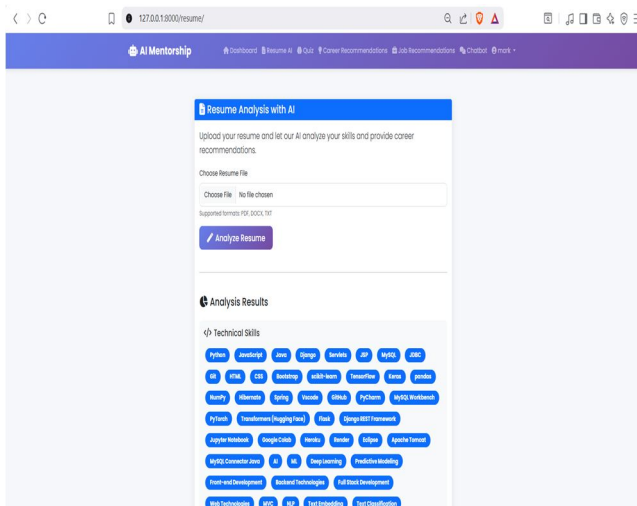 127.0.0.1:8000/resume/
AI Mentorship Dashboard Resume AI Quiz Career Recommendations Job Recommendations Chatbot mark
Resume Analysis with AI
Upload your resume and let our AI analyze your skills and provide career
recommendations.
Choose Resume File
Choose File No file chosen
Supported formats: PDF, DOCX, TXT
Analyze Resume
Analysis Results
</> Technical Skills
Python JavaScript Java Django Servlets JSP MySQL JDBC
Git HTML CSS Bootstrap scikit-learn TensorFlow Keras pandas
NumPy Hibernate Spring Vscode GitHub PyCharm MySQL Workbench
PyTorch Transformers (Hugging Face) Flask Django REST Framework
Jupyter Notebook Google Colab Heroku Render Eclipse Apache Tomcat
MySQL Connector Java AI ML Deep Learning Predictive Modeling
Front-end Development Backend Technologies Full Stack Development
Web Technologies MVC NLP Text Embedding Text Classification